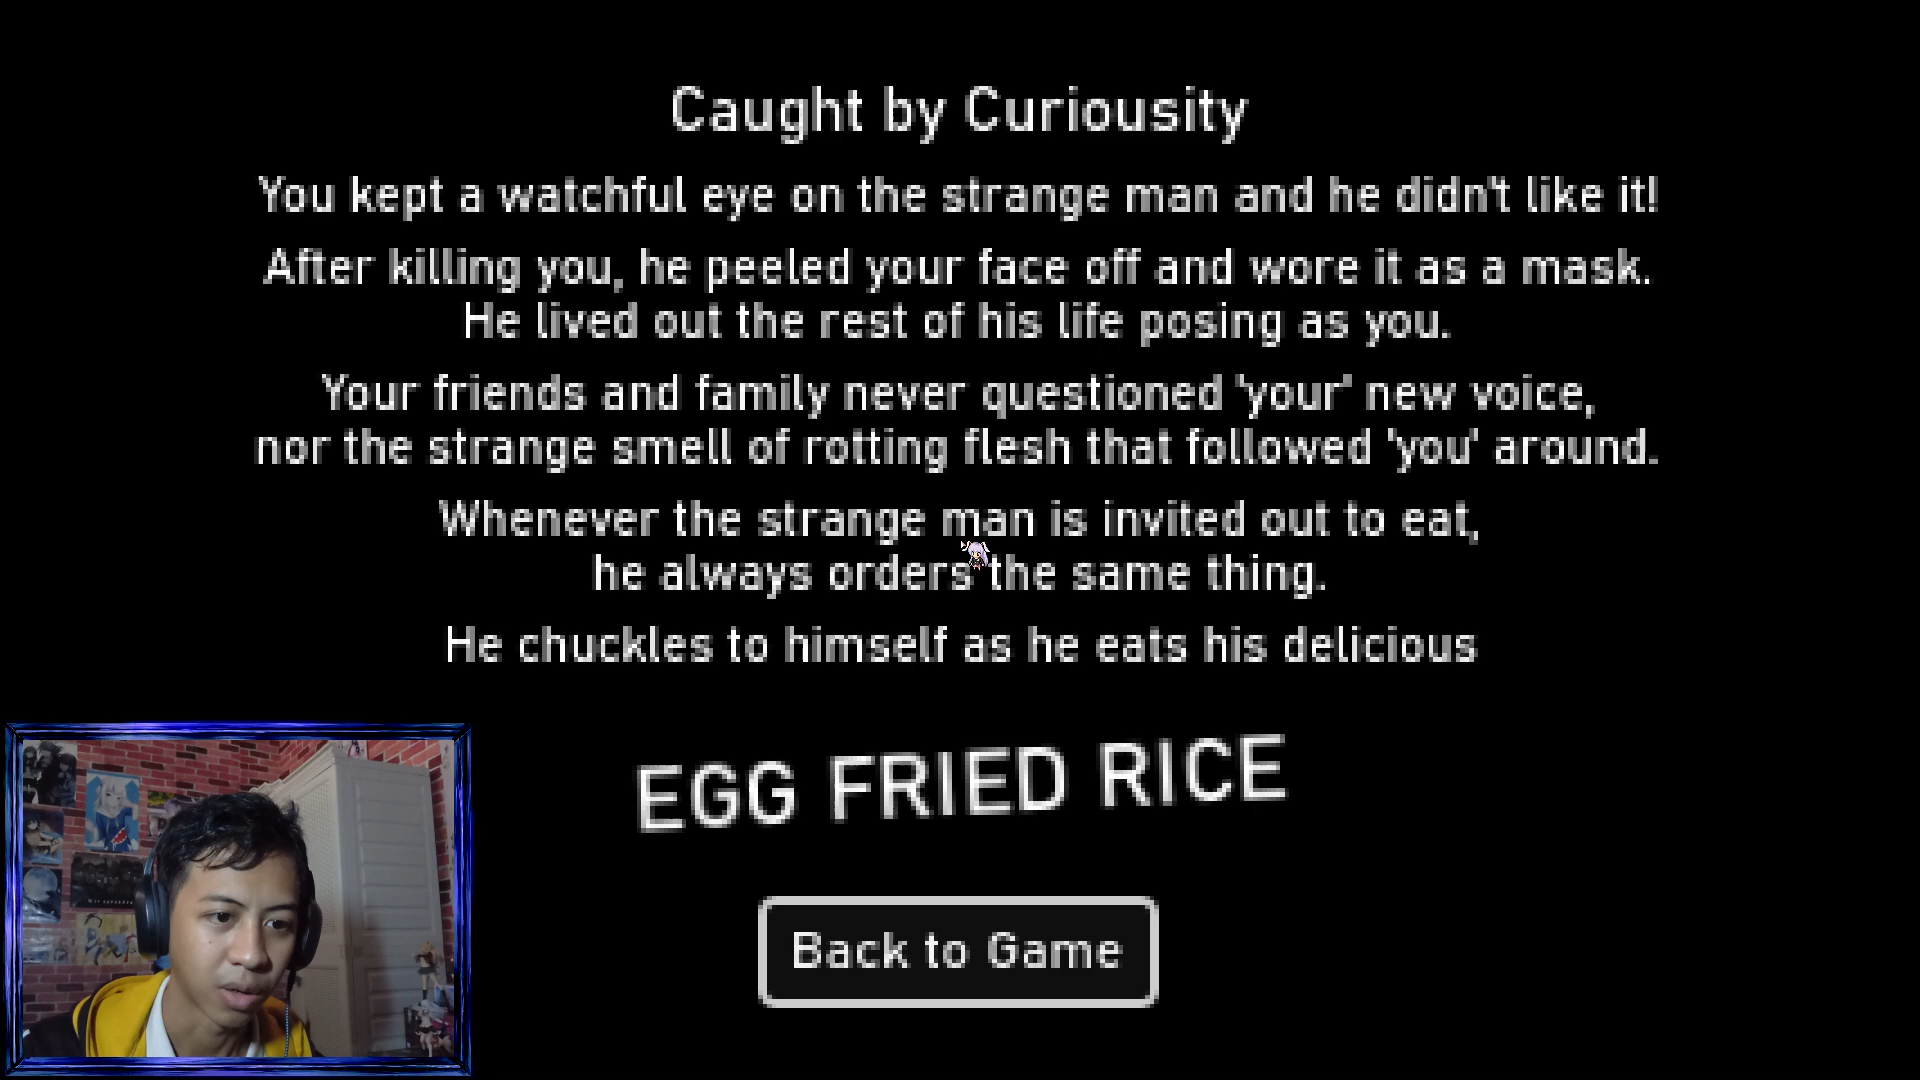 Caught by Curiousity
You kept a watchful eye on the strange man and he didn't like it!
After killing you, he peeled your face off and wore it as a mask.
He lived out the rest of his life posing as you.
Your friends and family never questioned 'your' new voice,
nor the strange smell of rotting flesh that followed 'you' around.
Whenever the strange man is invited out to eat,
he always orders the same thing.
He chuckles to himself as he eats his delicious
EGG FRIED RICE
Back to Game